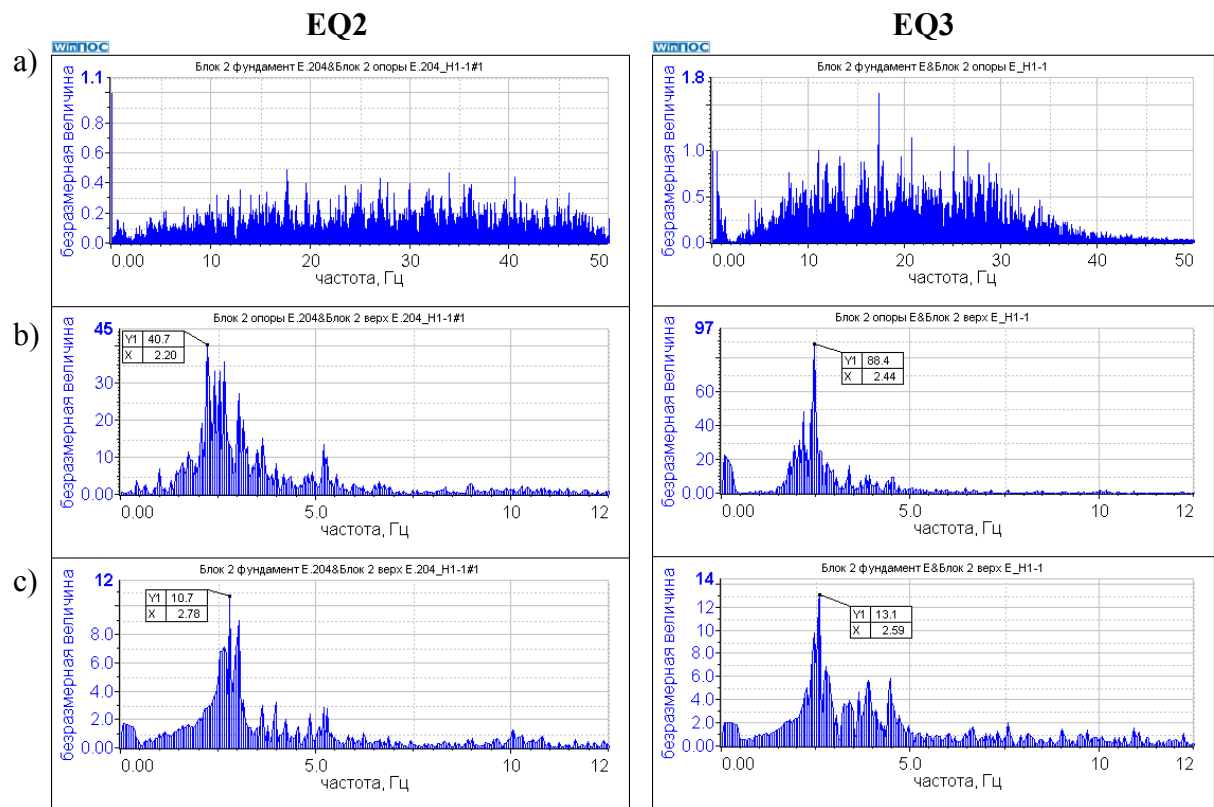 EQ2
EQ3
a)
WinПОС
Блок 2 фундамент E.204&Блок 2 опоры E.204_H1-1#1
безразмерная величина
1.1
0.8
0.6
0.4
0.2
0.0
0.00 10 20 30 40 50
частота, Гц
WinПОС
Блок 2 фундамент E&Блок 2 опоры E_H1-1
безразмерная величина
1.8
1.0
0.5
0.0
0.00 10 20 30 40 50
частота, Гц
b)
Блок 2 опоры E.204&Блок 2 верх E.204_H1-1#1
безразмерная величина
45
30
20
10
0.00
Y1 40.7
X 2.20
0.00 5.0 10 12
частота, Гц
Блок 2 опоры E&Блок 2 верх E_H1-1
безразмерная величина
97
60
40
20
0.00
Y1 88.4
X 2.44
0.00 5.0 10 12
частота, Гц
c)
Блок 2 фундамент E.204&Блок 2 верх E.204_H1-1#1
безразмерная величина
12
8.0
6.0
4.0
2.0
0.00
Y1 10.7
X 2.78
0.00 5.0 10 12
частота, Гц
Блок 2 фундамент E&Блок 2 верх E_H1-1
безразмерная величина
14
12
10
8.0
6.0
4.0
2.0
0.00
Y1 13.1
X 2.59
0.00 5.0 10 12
частота, Гц